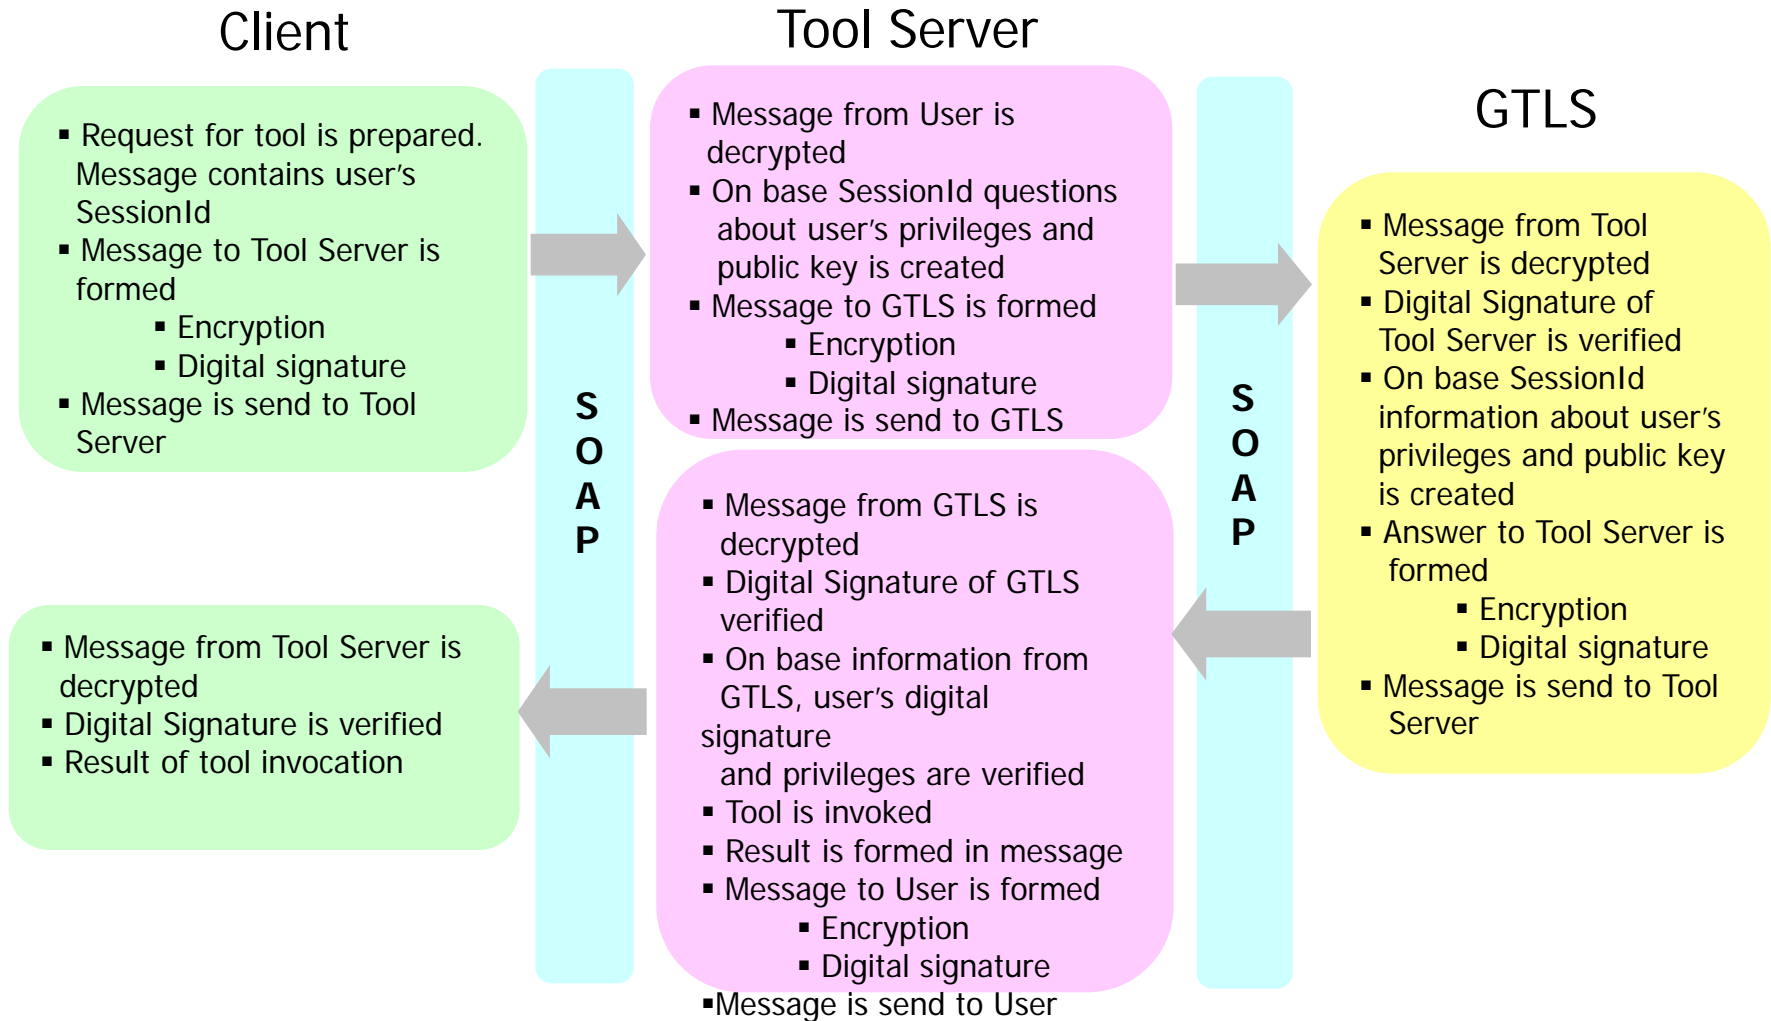 Client
▪ Request for tool is prepared.
Message contains user's
SessionId
▪ Message to Tool Server is
formed
▪ Encryption
▪ Digital signature
▪ Message is send to Tool
Server
▪ Message from Tool Server is
decrypted
▪ Digital Signature is verified
▪ Result of tool invocation
S
O
A
P
Tool Server
▪ Message from User is
decrypted
▪ On base SessionId questions
about user's privileges and
public key is created
▪ Message to GTLS is formed
▪ Encryption
▪ Digital signature
▪ Message is send to GTLS
▪ Message from GTLS is
decrypted
▪ Digital Signature of GTLS
verified
▪ On base information from
GTLS, user's digital
signature
and privileges are verified
▪ Tool is invoked
▪ Result is formed in message
▪ Message to User is formed
▪ Encryption
▪ Digital signature
▪Message is send to User
S
O
A
P
GTLS
▪ Message from Tool
Server is decrypted
▪ Digital Signature of
Tool Server is verified
▪ On base SessionId
information about user's
privileges and public key
is created
▪ Answer to Tool Server is
formed
▪ Encryption
▪ Digital signature
▪ Message is send to Tool
Server